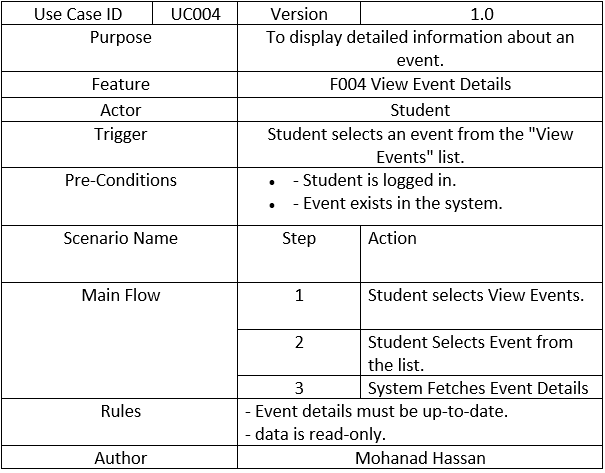 Use Case ID UC004 Version 1.0
Purpose To display detailed information about an
event.
Feature F004 View Event Details
Actor Student
Trigger Student selects an event from the "View
Events" list.
Pre-Conditions • - Student is logged in.
• - Event exists in the system.
Scenario Name Step Action
Main Flow 1 Student selects View Events.
2 Student Selects Event from
the list.
3 System Fetches Event Details
Rules - Event details must be up-to-date.
- data is read-only.
Author Mohanad Hassan